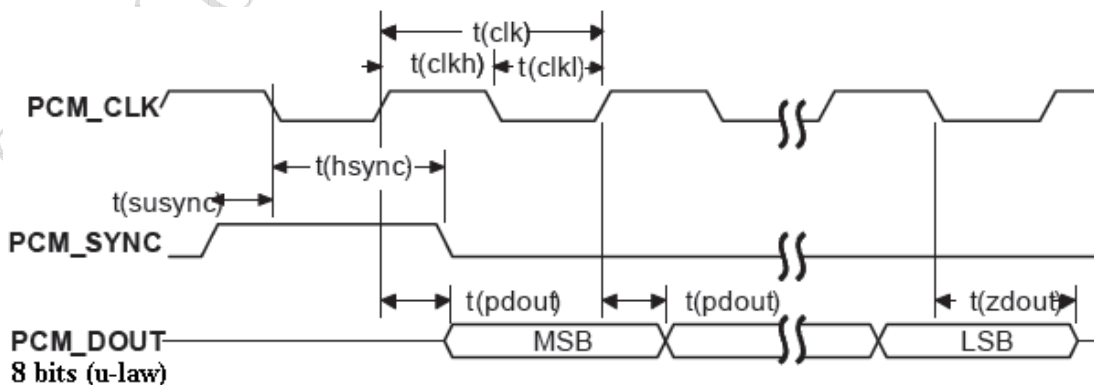 t(clk)
t(clkh) t(clkl)
PCM_CLK
t(hsync)
t(susync)
PCM_SYNC
t(pdout) t(pdout) t(zdout)
PCM_DOUT MSB LSB
8 bits (u-law)